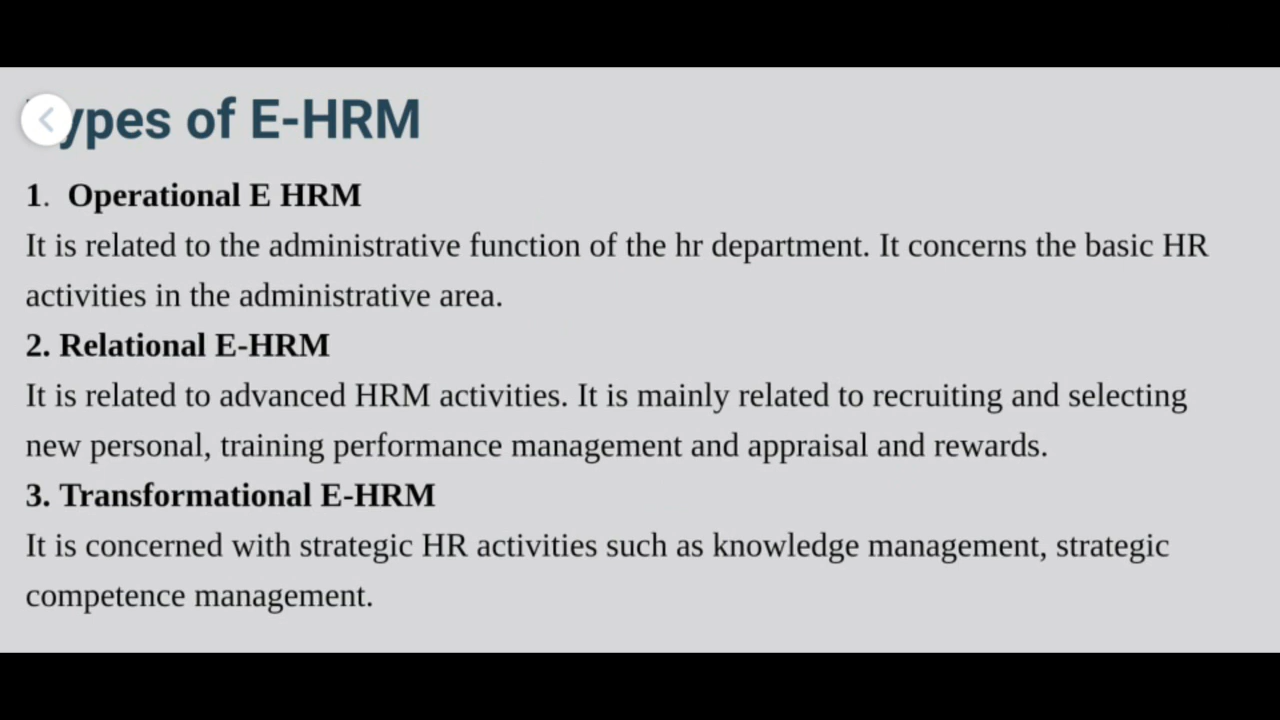 Types of E-HRM
1. Operational E HRM
It is related to the administrative function of the hr department. It concerns the basic HR
activities in the administrative area.
2. Relational E-HRM
It is related to advanced HRM activities. It is mainly related to recruiting and selecting
new personal, training performance management and appraisal and rewards.
3. Transformational E-HRM
It is concerned with strategic HR activities such as knowledge management, strategic
competence management.